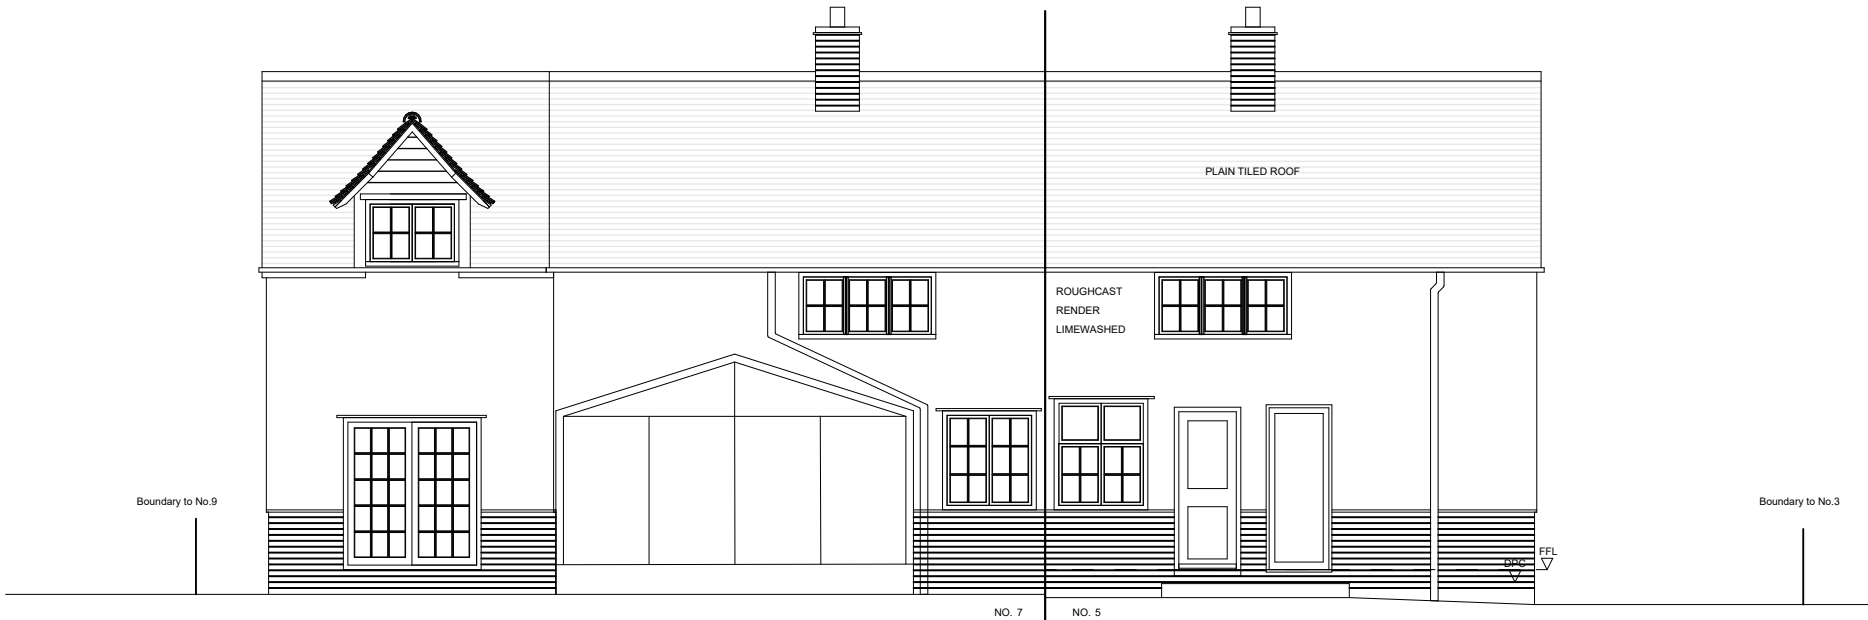 PLAIN TILED ROOF
ROUGHCAST
RENDER
LIMEWASHED
Boundary to No.9
Boundary to No.3
FFL
DPC
NO. 7
NO. 5